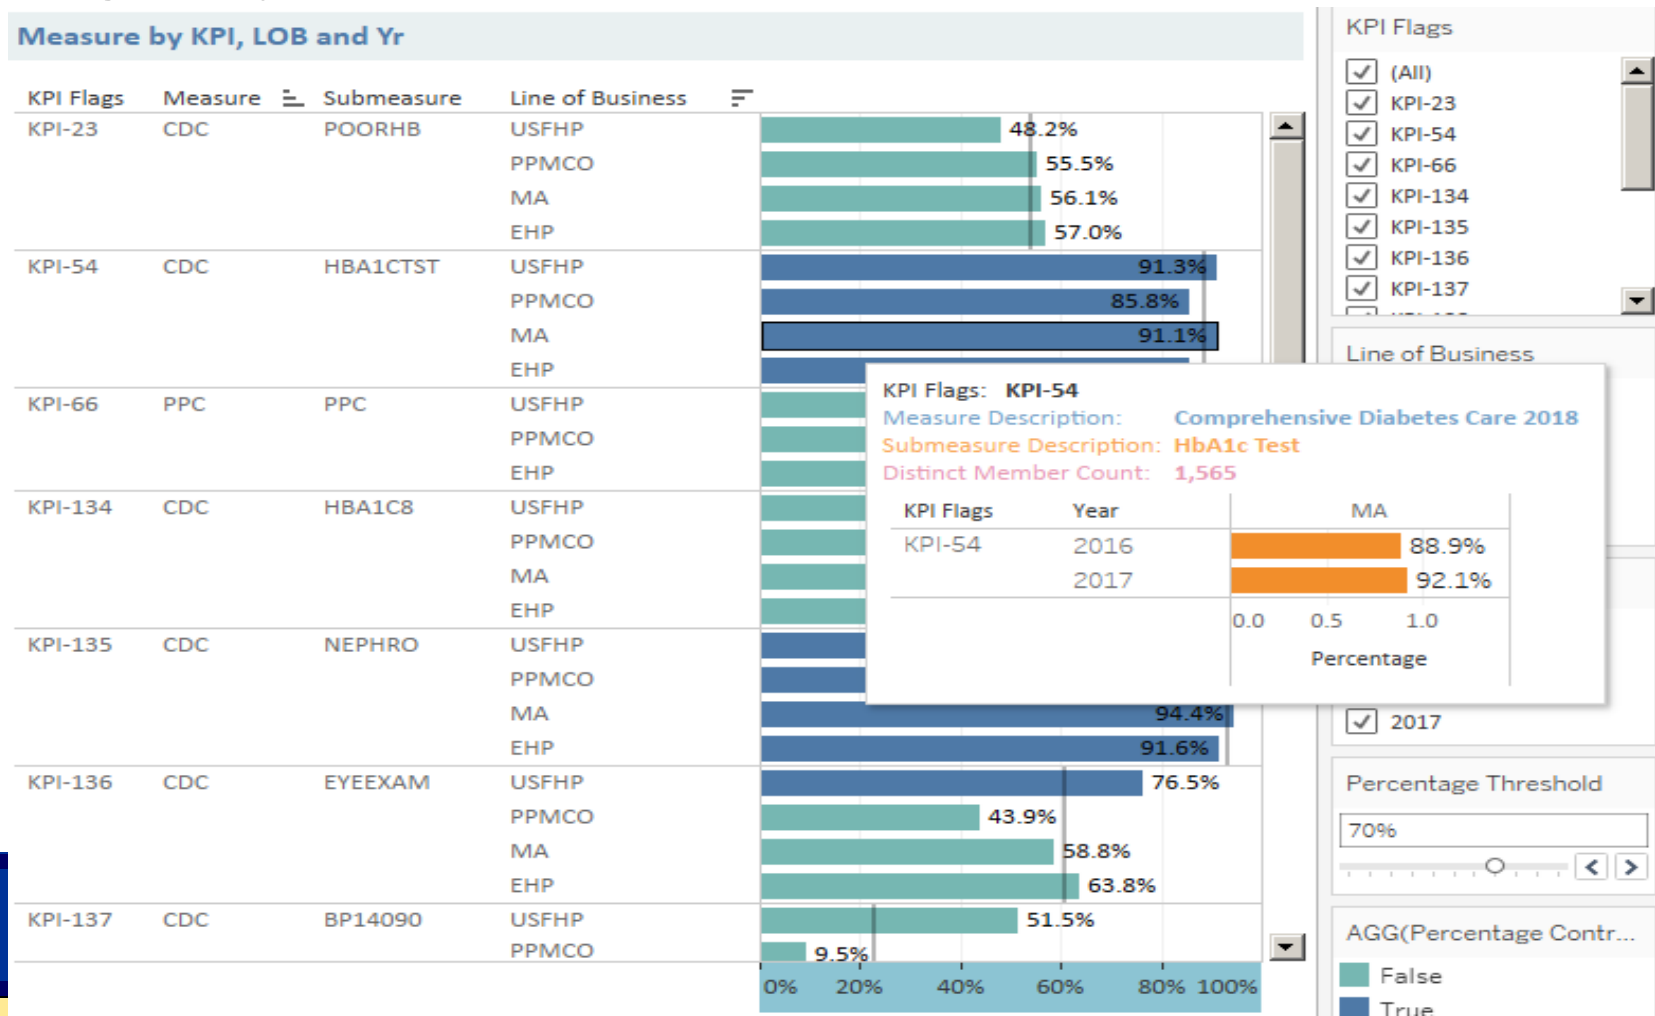 Measure by KPI, LOB and Yr
KPI Flags Measure Submeasure Line of Business
KPI-23 CDC POORHB USFHP 48.2%
PPMCO 55.5%
MA 56.1%
EHP 57.0%
KPI-54 CDC HBA1CTST USFHP 91.3%
PPMCO 85.8%
MA 91.1%
EHP
KPI-66 PPC PPC USFHP
PPMCO
EHP
KPI-134 CDC HBA1C8 USFHP
PPMCO
MA
EHP
KPI-135 CDC NEPHRO USFHP
PPMCO
MA 94.4%
EHP 91.6%
KPI-136 CDC EYEEXAM USFHP 76.5%
PPMCO 43.9%
MA 58.8%
EHP 63.8%
KPI-137 CDC BP14090 USFHP 51.5%
PPMCO 9.5%
0% 20% 40% 60% 80% 100%
KPI Flags: KPI-54
Measure Description: Comprehensive Diabetes Care 2018
Submeasure Description: HbA1c Test
Distinct Member Count: 1,565
KPI Flags Year MA
KPI-54 2016 88.9%
2017 92.1%
0.0 0.5 1.0
Percentage
KPI Flags
(All)
KPI-23
KPI-54
KPI-66
KPI-134
KPI-135
KPI-136
KPI-137
Line of Business
2017
Percentage Threshold
70%
AGG(Percentage Contr...
False
True